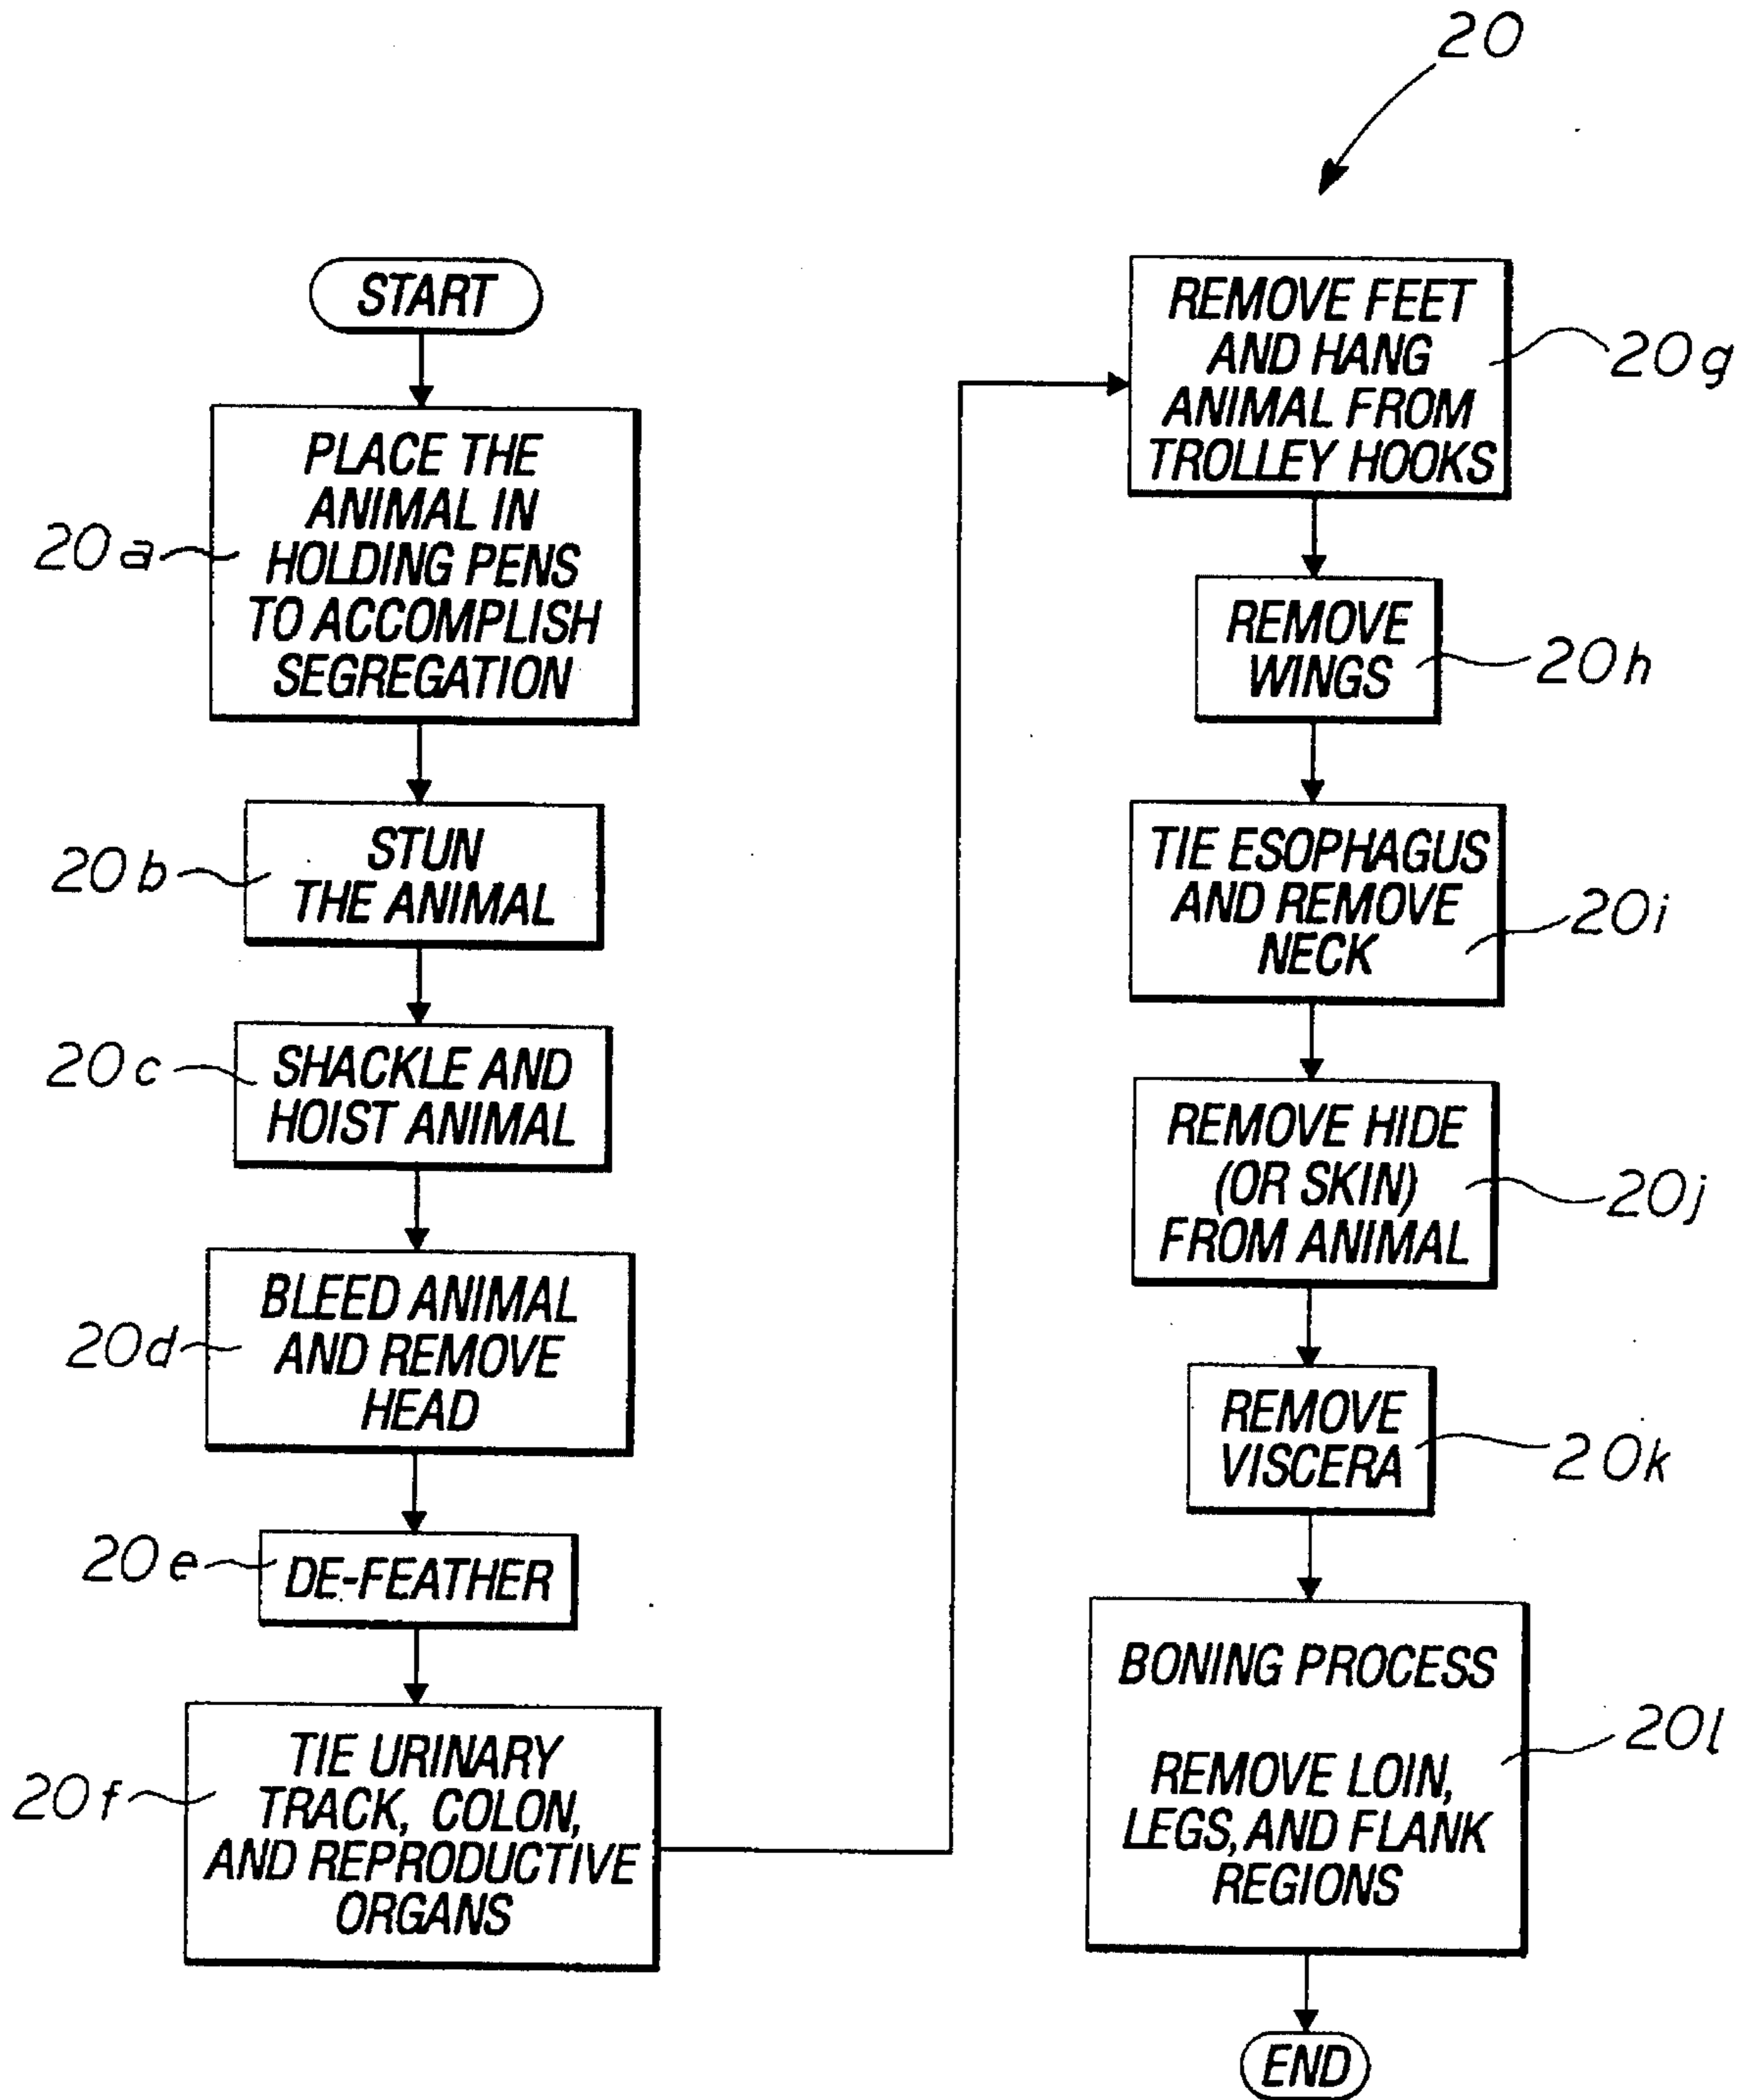 20
START
20a
PLACE THE
ANIMAL IN
HOLDING PENS
TO ACCOMPLISH
SEGREGATION
20b
STUN
THE ANIMAL
20c
SHACKLE AND
HOIST ANIMAL
20d
BLEED ANIMAL
AND REMOVE
HEAD
20e
DE-FEATHER
20f
TIE URINARY
TRACK, COLON,
AND REPRODUCTIVE
ORGANS
REMOVE FEET
AND HANG
ANIMAL FROM
TROLLEY HOOKS
20g
REMOVE
WINGS
20h
TIE ESOPHAGUS
AND REMOVE
NECK
20i
REMOVE HIDE
(OR SKIN)
FROM ANIMAL
20j
REMOVE
VISCERA
20k
BONING PROCESS
REMOVE LOIN,
LEGS, AND FLANK
REGIONS
20l
END